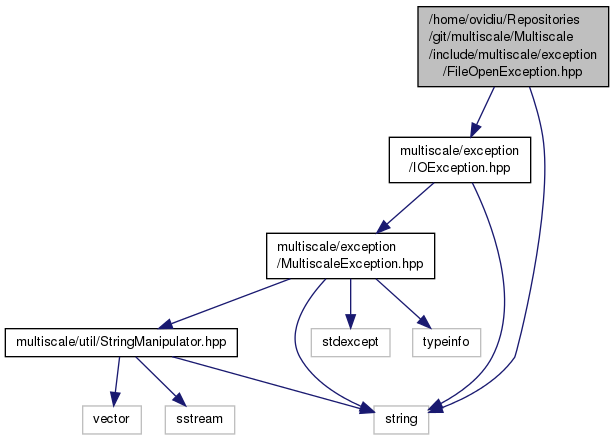 /home/ovidiu/Repositories
/git/multiscale/Multiscale
/include/multiscale/exception
/FileOpenException.hpp
multiscale/exception
/IOException.hpp
multiscale/exception
/MultiscaleException.hpp
multiscale/util/StringManipulator.hpp
stdexcept
typeinfo
vector
sstream
string